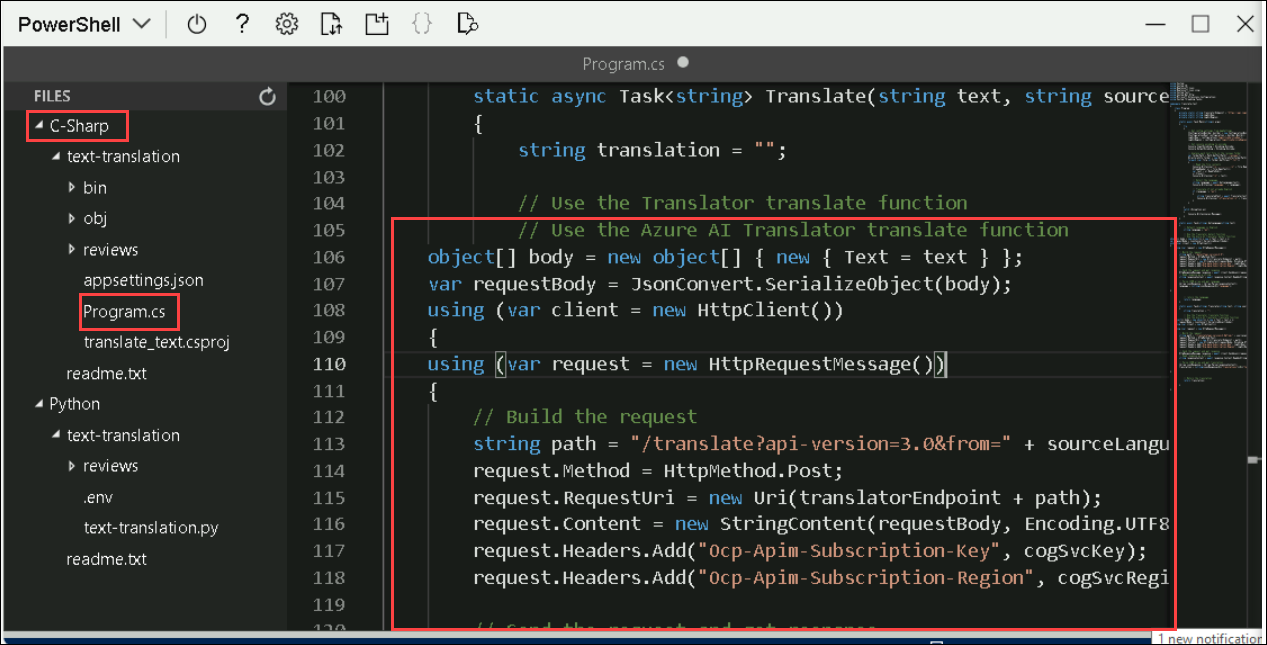 PowerShell
?
{}
Program.cs
FILES
C-Sharp
text-translation
bin
obj
reviews
appsettings.json
Program.cs
translate_text.csproj
readme.txt
Python
text-translation
reviews
.env
text-translation.py
readme.txt
100 static async Task<string> Translate(string text, string source
101 {
102 string translation = "";
103
104 // Use the Translator translate function
105 // Use the Azure AI Translator translate function
106 object[] body = new object[] { new { Text = text } };
107 var requestBody = JsonConvert.SerializeObject(body);
108 using (var client = new HttpClient())
109 {
110 using (var request = new HttpRequestMessage())
111 {
112 // Build the request
113 string path = "/translate?api-version=3.0&from=" + sourceLangu
114 request.Method = HttpMethod.Post;
115 request.RequestUri = new Uri(translatorEndpoint + path);
116 request.Content = new StringContent(requestBody, Encoding.UTF8
117 request.Headers.Add("Ocp-Apim-Subscription-Key", cogSvcKey);
118 request.Headers.Add("Ocp-Apim-Subscription-Region", cogSvcRegi
119
120 // Send the request and get response
1 new notification